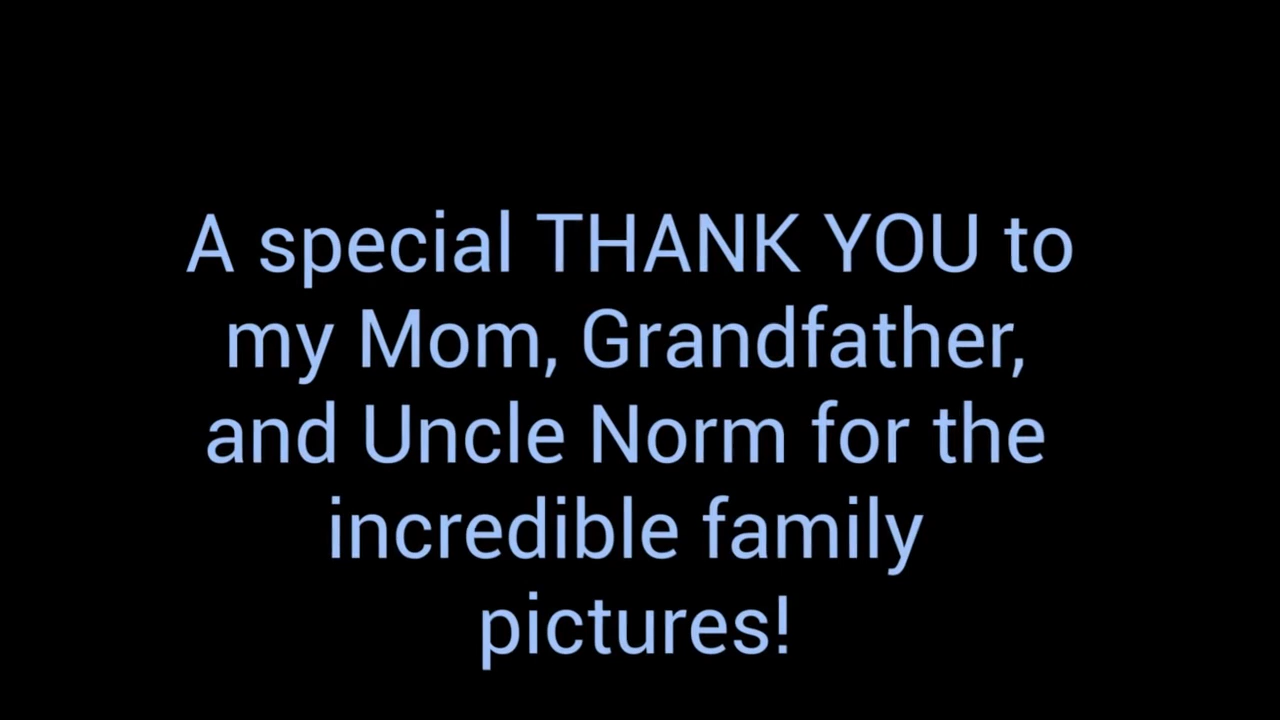 A special THANK YOU to
my Mom, Grandfather,
and Uncle Norm for the
incredible family
pictures!